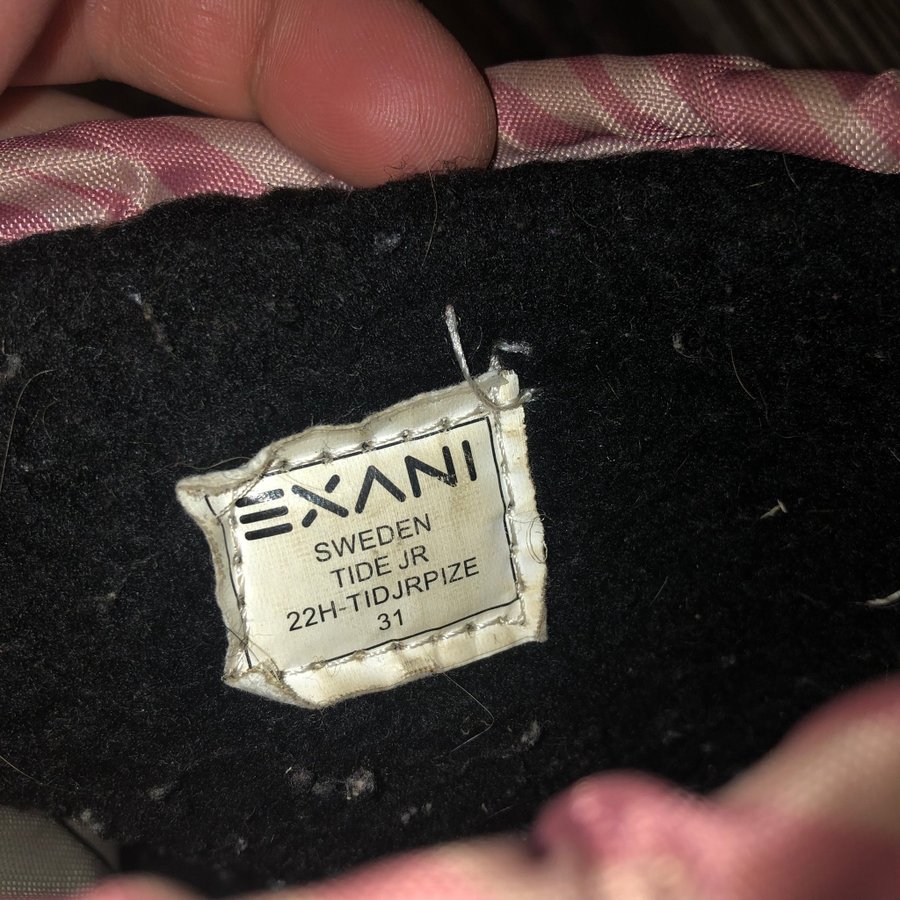 EXANI
SWEDEN
TIDE JR
22H-TIDJRPIZE
31